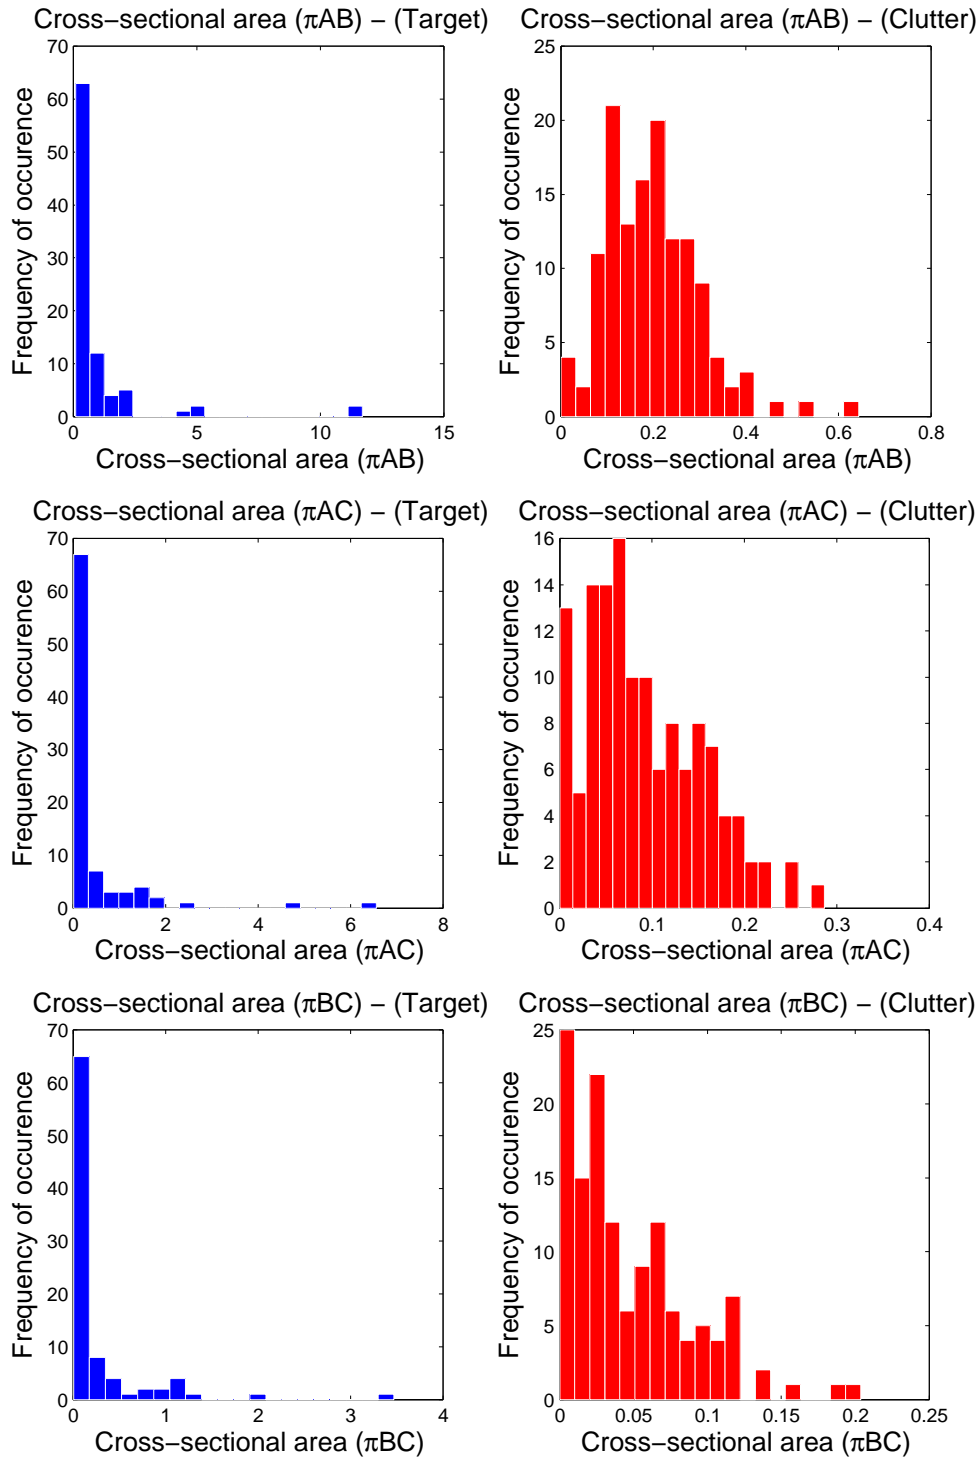 Cross−sectional area (πAB) − (Target)
70
60
50
40
30
20
10
0
Frequency of occurence
0 5 10 15
Cross−sectional area (πAB)
Cross−sectional area (πAB) − (Clutter)
25
20
15
10
5
0
Frequency of occurence
0 0.2 0.4 0.6 0.8
Cross−sectional area (πAB)
Cross−sectional area (πAC) − (Target)
70
60
50
40
30
20
10
0
Frequency of occurence
0 2 4 6 8
Cross−sectional area (πAC)
Cross−sectional area (πAC) − (Clutter)
16
14
12
10
8
6
4
2
0
Frequency of occurence
0 0.1 0.2 0.3 0.4
Cross−sectional area (πAC)
Cross−sectional area (πBC) − (Target)
70
60
50
40
30
20
10
0
Frequency of occurence
0 1 2 3 4
Cross−sectional area (πBC)
Cross−sectional area (πBC) − (Clutter)
25
20
15
10
5
0
Frequency of occurence
0 0.05 0.1 0.15 0.2 0.25
Cross−sectional area (πBC)